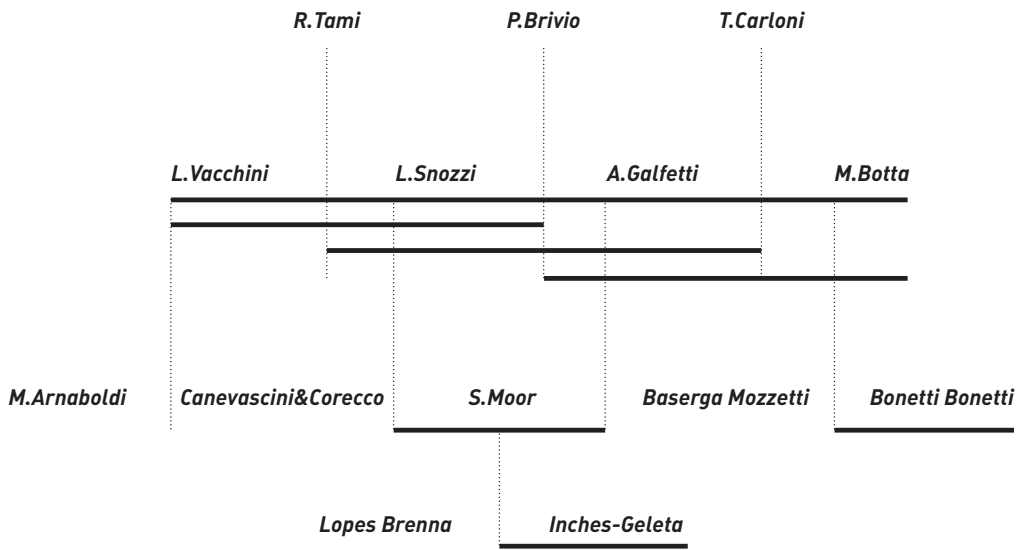 R.Tami P.Brivio T.Carloni
L.Vacchini L.Snozzi A.Galfetti M.Botta
M.Arnaboldi Canevascini&Corecco S.Moor Baserga Mozzetti Bonetti Bonetti
Lopes Brenna Inches-Geleta